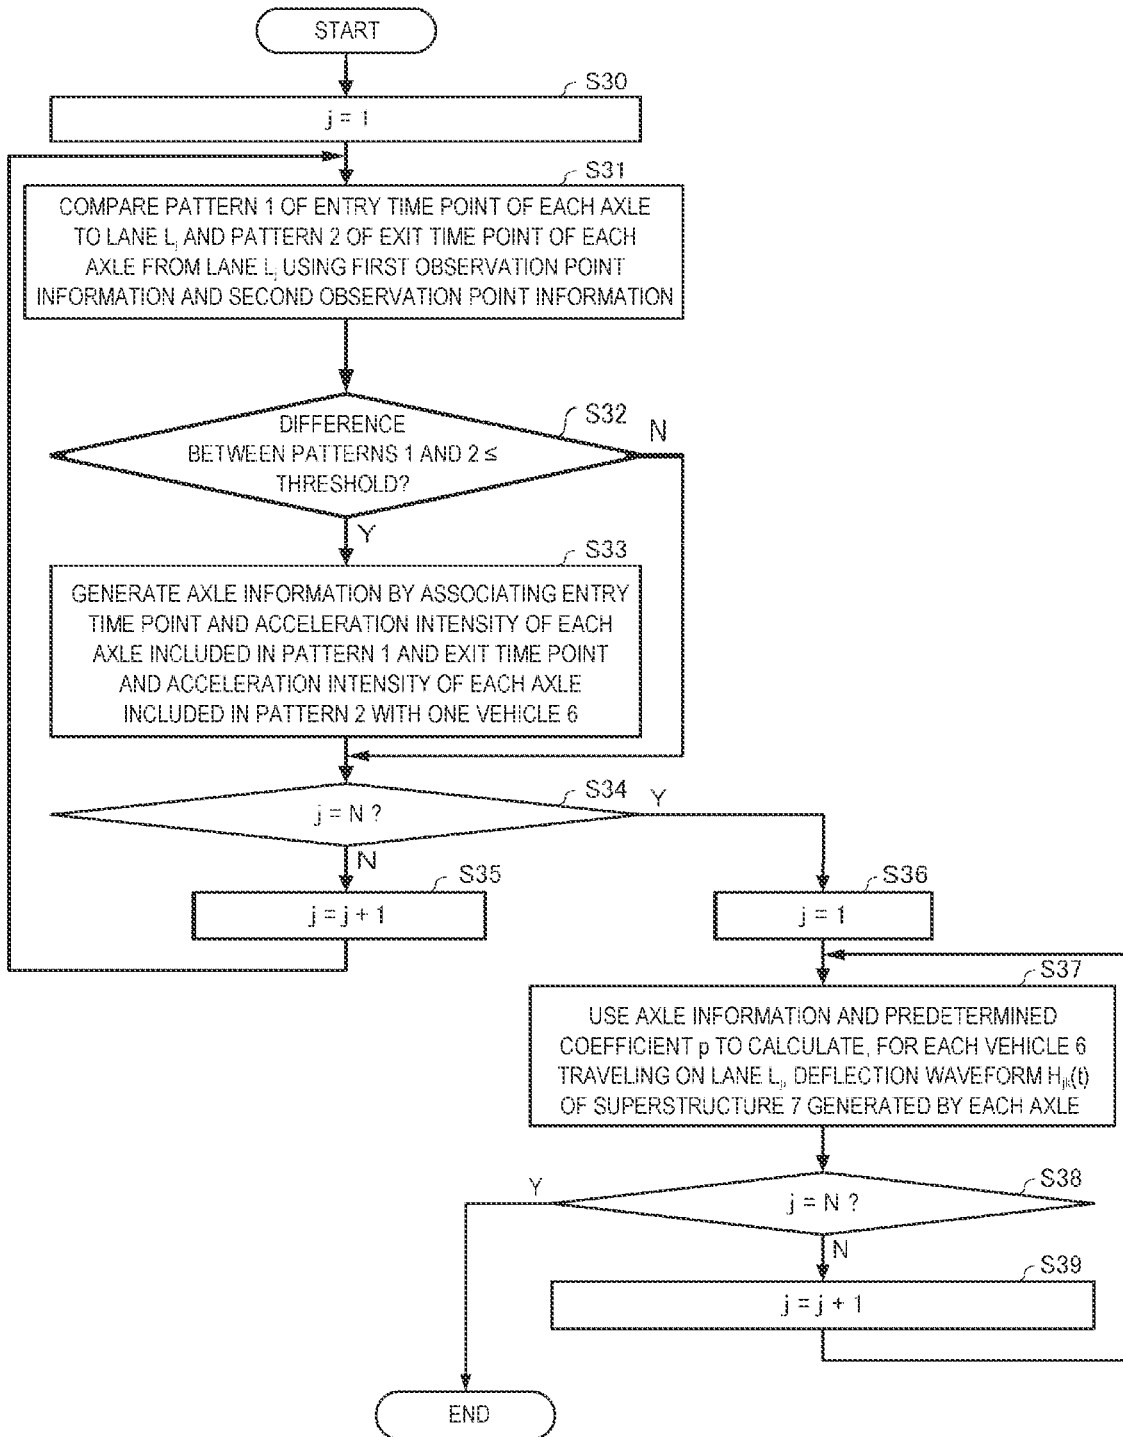 START
S30
j = 1
S31
COMPARE PATTERN 1 OF ENTRY TIME POINT OF EACH AXLE
TO LANE Lj AND PATTERN 2 OF EXIT TIME POINT OF EACH
AXLE FROM LANE Lj USING FIRST OBSERVATION POINT
INFORMATION AND SECOND OBSERVATION POINT INFORMATION
S32
DIFFERENCE
BETWEEN PATTERNS 1 AND 2 ≤
THRESHOLD?
N
Y
S33
GENERATE AXLE INFORMATION BY ASSOCIATING ENTRY
TIME POINT AND ACCELERATION INTENSITY OF EACH
AXLE INCLUDED IN PATTERN 1 AND EXIT TIME POINT
AND ACCELERATION INTENSITY OF EACH AXLE
INCLUDED IN PATTERN 2 WITH ONE VEHICLE 6
S34
j = N ?
Y
N
S35
j = j + 1
S36
j = 1
S37
USE AXLE INFORMATION AND PREDETERMINED
COEFFICIENT p TO CALCULATE, FOR EACH VEHICLE 6
TRAVELING ON LANE Lj, DEFLECTION WAVEFORM Hjk(t)
OF SUPERSTRUCTURE 7 GENERATED BY EACH AXLE
S38
j = N ?
Y
N
S39
j = j + 1
END